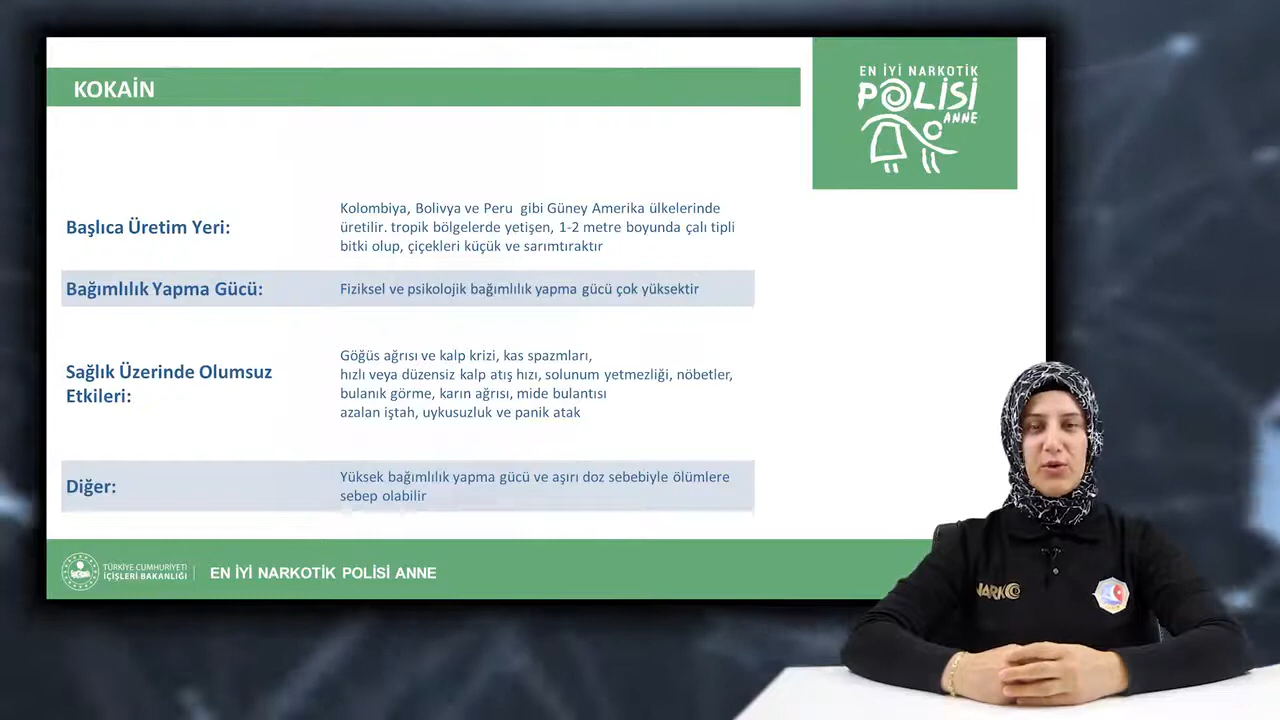 KOKAİN
EN İYİ NARKOTİK
POLİSİ
ANNE
Başlıca Üretim Yeri:
Kolombiya, Bolivya ve Peru gibi Güney Amerika ülkelerinde
üretilir. tropik bölgelerde yetişen, 1-2 metre boyunda çalı tipli
bitki olup, çiçekleri küçük ve sarımtıraktır
Bağımlılık Yapma Gücü:
Fiziksel ve psikolojik bağımlılık yapma gücü çok yüksektir
Sağlık Üzerinde Olumsuz
Etkileri:
Göğüs ağrısı ve kalp krizi, kas spazmları,
hızlı veya düzensiz kalp atış hızı, solunum yetmezliği, nöbetler,
bulanık görme, karın ağrısı, mide bulantısı
azalan iştah, uykusuzluk ve panik atak
Diğer:
Yüksek bağımlılık yapma gücü ve aşırı doz sebebiyle ölümlere
sebep olabilir
TÜRKİYE CUMHURİYETİ
İÇİŞLERİ BAKANLIĞI
EN İYİ NARKOTİK POLİSİ ANNE
NARKO